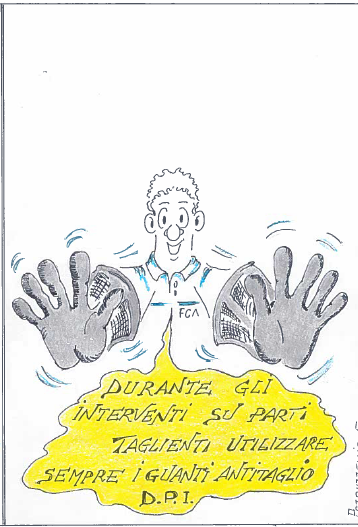 FCA
DURANTE GLI
INTERVENTI SU PARTI
TAGLIENTI UTILIZZARE
SEMPRE I GUANTI ANTITAGLIO
D.P.I.